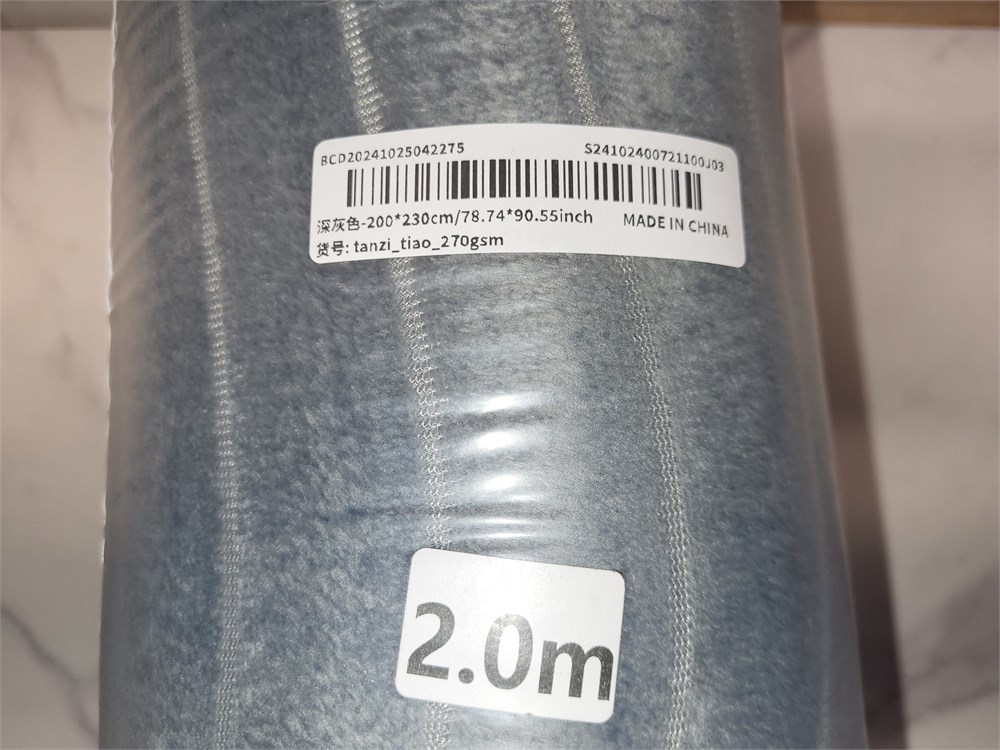 BCD20241025042275 S24102400721100J03
深灰色-200*230cm/78.74*90.55inch MADE IN CHINA
货号: tanzi_tiao_270gsm
2.0m